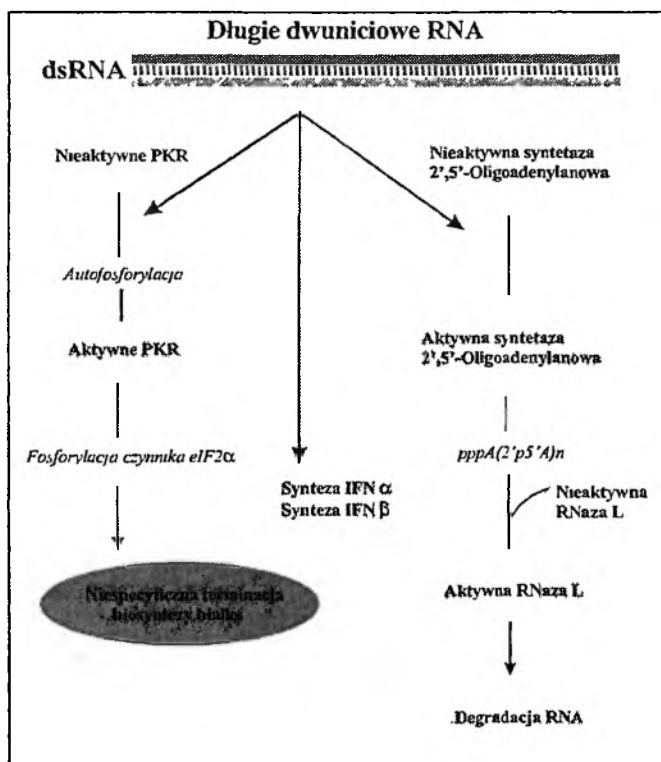 Długie dwuniciowe RNA
dsRNA
Nieaktywne PKR
Autofosforylacja
Aktywne PKR
Fosforylacja czynnika eIF2α
Niespecyficzna terminacja
biosyntezy białka
Synteza IFN α
Synteza IFN β
Nieaktywna syntetaza
2',5'-Oligoadenylanowa
Aktywna syntetaza
2',5'-Oligoadenylanowa
pppA(2'p5'A)n
Nieaktywna
RNaza L
Aktywna RNaza L
Degradacja RNA